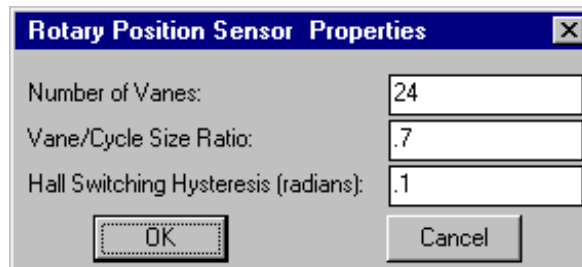 Rotary Position Sensor Properties
Number of Vanes: 24
Vane/Cycle Size Ratio: .7
Hall Switching Hysteresis (radians): .1
OK Cancel